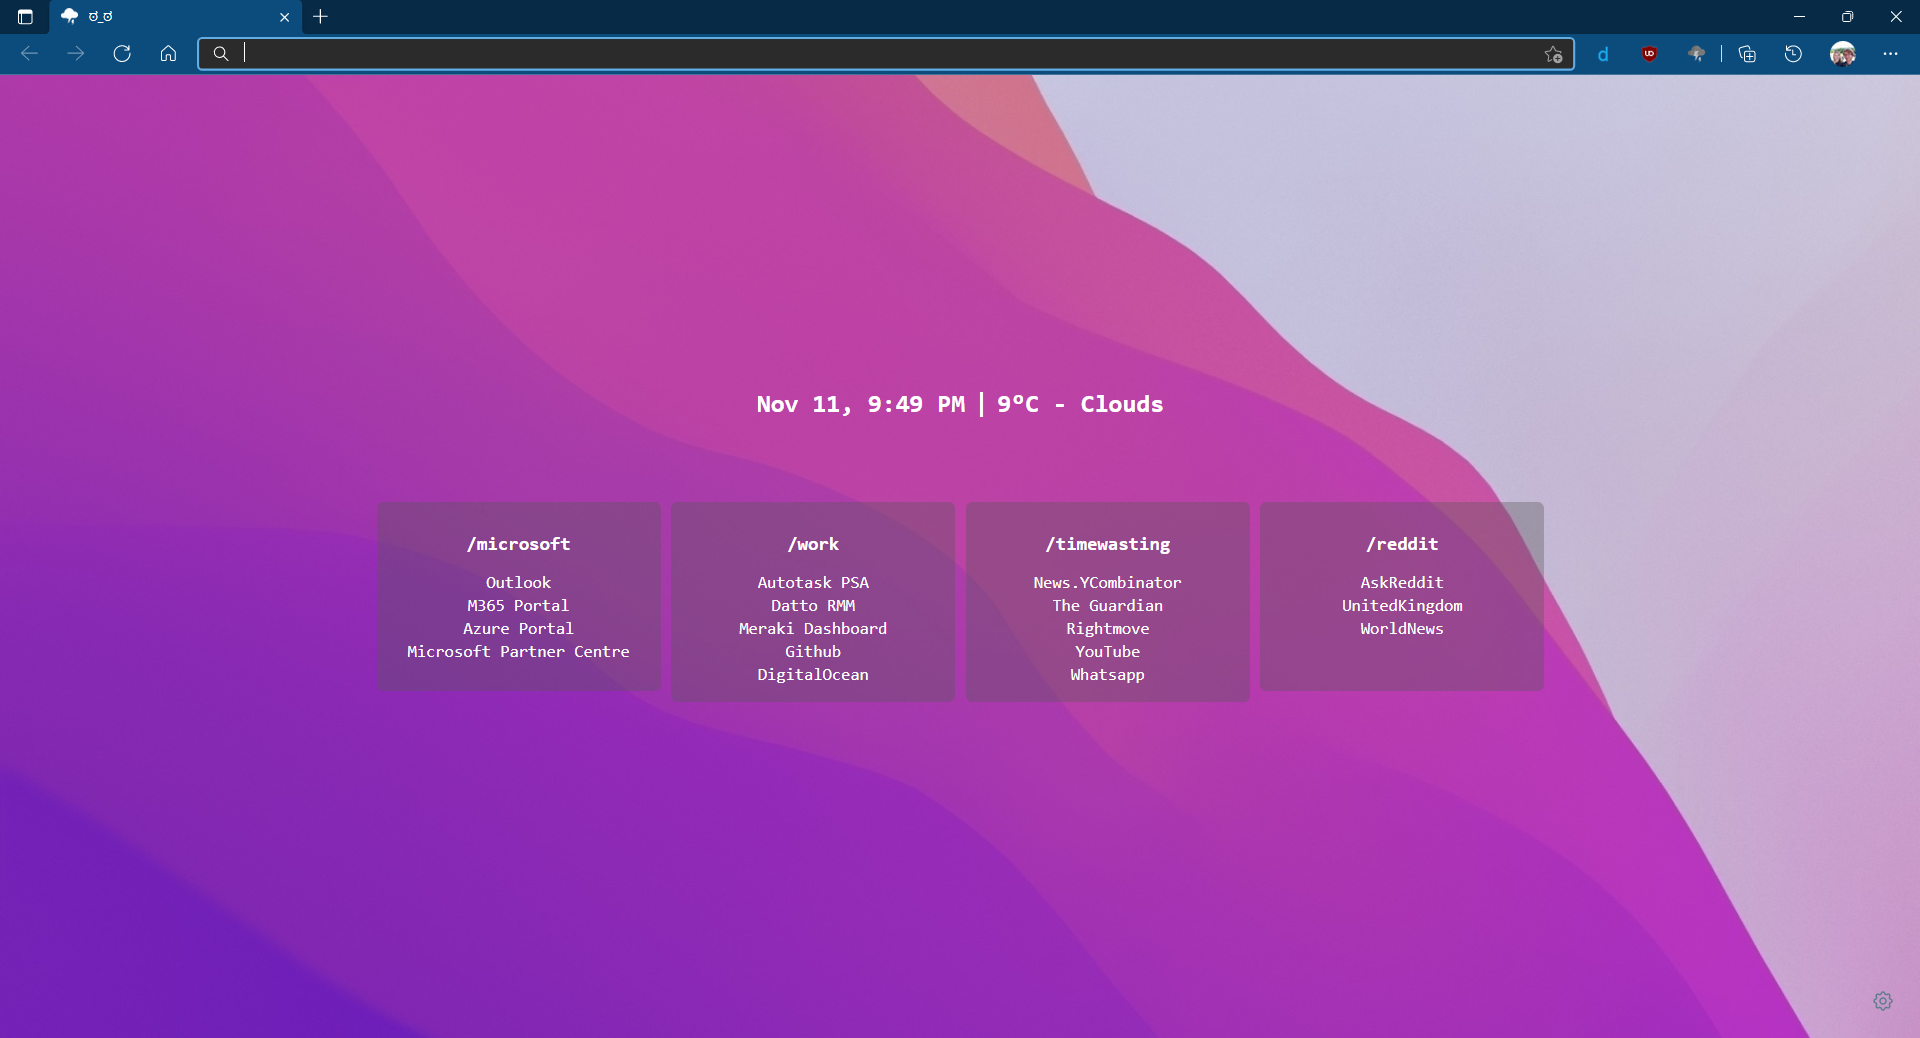 ಠ_ಠ
d
UD
Nov 11, 9:49 PM | 9°C - Clouds
/microsoft
Outlook
M365 Portal
Azure Portal
Microsoft Partner Centre
/work
Autotask PSA
Datto RMM
Meraki Dashboard
Github
DigitalOcean
/timewasting
News.YCombinator
The Guardian
Rightmove
YouTube
Whatsapp
/reddit
AskReddit
UnitedKingdom
WorldNews